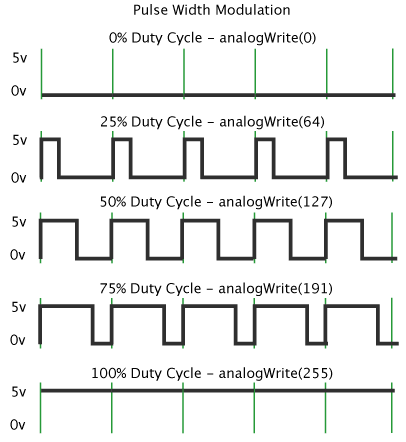 Pulse Width Modulation
0% Duty Cycle - analogWrite(0)
5v
0v
25% Duty Cycle - analogWrite(64)
5v
0v
50% Duty Cycle - analogWrite(127)
5v
0v
75% Duty Cycle - analogWrite(191)
5v
0v
100% Duty Cycle - analogWrite(255)
5v
0v